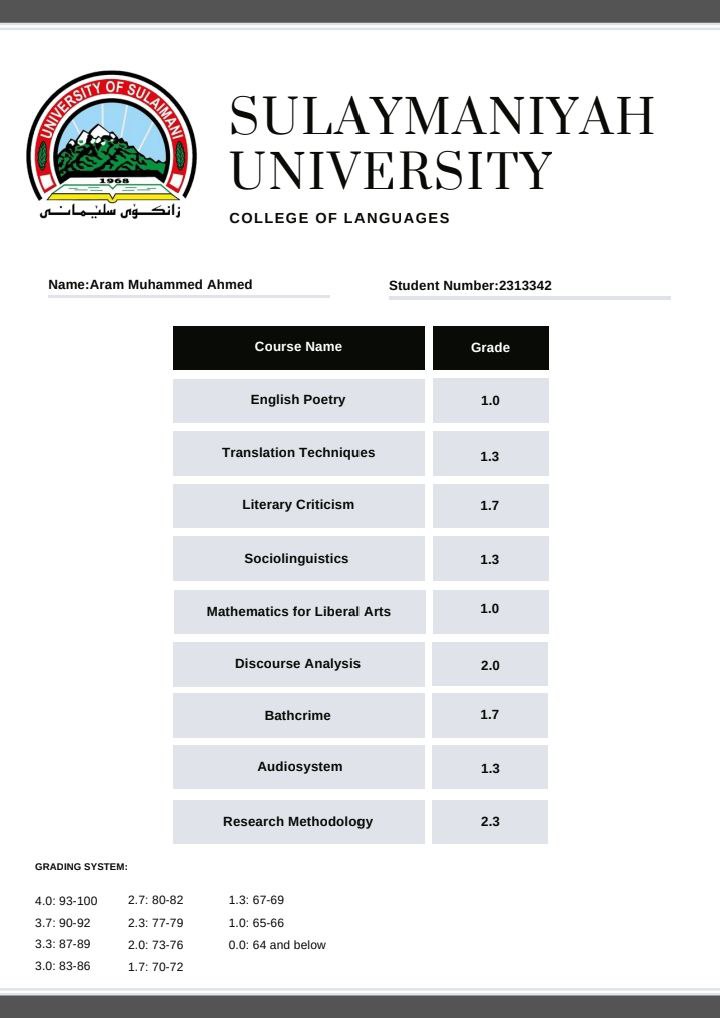 UNIVERSITY OF SULAIMANI
1968
زانکـــۆی سلێـمانــی
SULAYMANIYAH
UNIVERSITY
COLLEGE OF LANGUAGES
Name:Aram Muhammed Ahmed
Student Number:2313342
Course Name Grade
English Poetry 1.0
Translation Techniques 1.3
Literary Criticism 1.7
Sociolinguistics 1.3
Mathematics for Liberal Arts 1.0
Discourse Analysis 2.0
Bathcrime 1.7
Audiosystem 1.3
Research Methodology 2.3
GRADING SYSTEM:
4.0: 93-100 2.7: 80-82 1.3: 67-69
3.7: 90-92 2.3: 77-79 1.0: 65-66
3.3: 87-89 2.0: 73-76 0.0: 64 and below
3.0: 83-86 1.7: 70-72